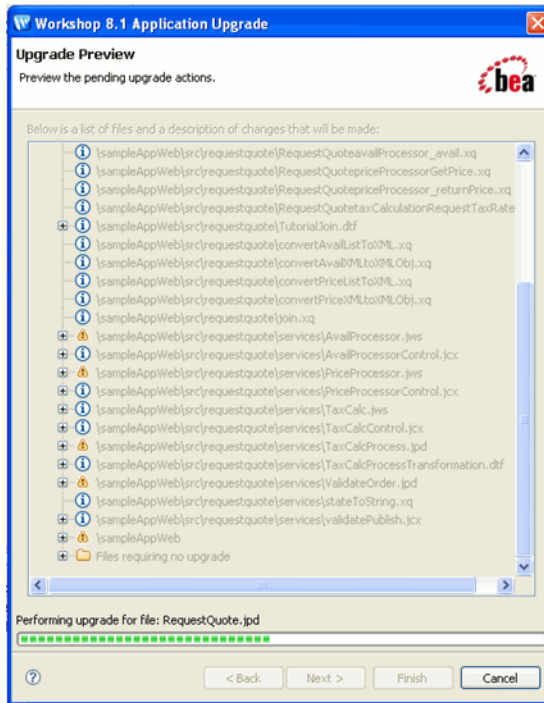 Workshop 8.1 Application Upgrade
Upgrade Preview
Preview the pending upgrade actions.
bea
Below is a list of files and a description of changes that will be made:
\sampleAppWeb\src\requestquote\RequestQuoteavailProcessor_avail.xq
\sampleAppWeb\src\requestquote\RequestQuotepriceProcessorGetPrice.xq
\sampleAppWeb\src\requestquote\RequestQuotepriceProcessor_returnPrice.xq
\sampleAppWeb\src\requestquote\RequestQuotetaxCalculationRequestTaxRate
\sampleAppWeb\src\requestquote\TutorialJoin.dtf
\sampleAppWeb\src\requestquote\convertAvailListToXML.xq
\sampleAppWeb\src\requestquote\convertAvailXMLtoXMLObj.xq
\sampleAppWeb\src\requestquote\convertPriceListToXML.xq
\sampleAppWeb\src\requestquote\convertPriceXMLtoXMLObj.xq
\sampleAppWeb\src\requestquote\join.xq
\sampleAppWeb\src\requestquote\services\AvailProcessor.jws
\sampleAppWeb\src\requestquote\services\AvailProcessorControl.jcx
\sampleAppWeb\src\requestquote\services\PriceProcessor.jws
\sampleAppWeb\src\requestquote\services\PriceProcessorControl.jcx
\sampleAppWeb\src\requestquote\services\TaxCalc.jws
\sampleAppWeb\src\requestquote\services\TaxCalcControl.jcx
\sampleAppWeb\src\requestquote\services\TaxCalcProcess.jpd
\sampleAppWeb\src\requestquote\services\TaxCalcProcessTransformation.dtf
\sampleAppWeb\src\requestquote\services\ValidateOrder.jpd
\sampleAppWeb\src\requestquote\services\stateToString.xq
\sampleAppWeb\src\requestquote\services\validatePublish.jcx
\sampleAppWeb
Files requiring no upgrade
Performing upgrade for file: RequestQuote.jpd
< Back Next > Finish Cancel